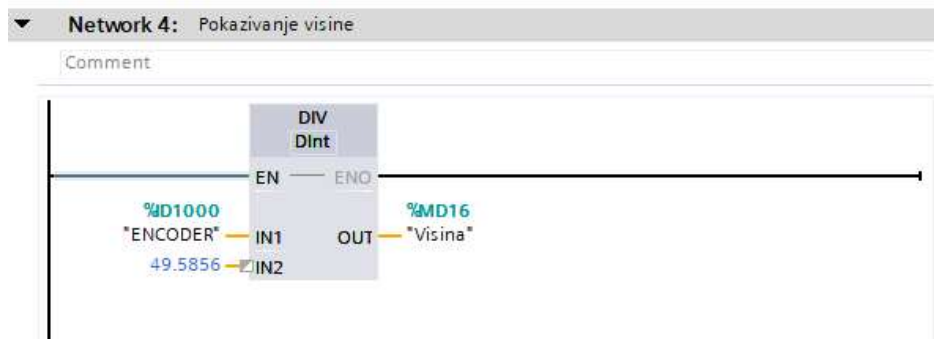 Network 4: Pokazivanje visine
Comment
DIV
DInt
EN ENO
%ID1000
"ENCODER" IN1
%MD16
OUT "Visina"
49.5856 IN2